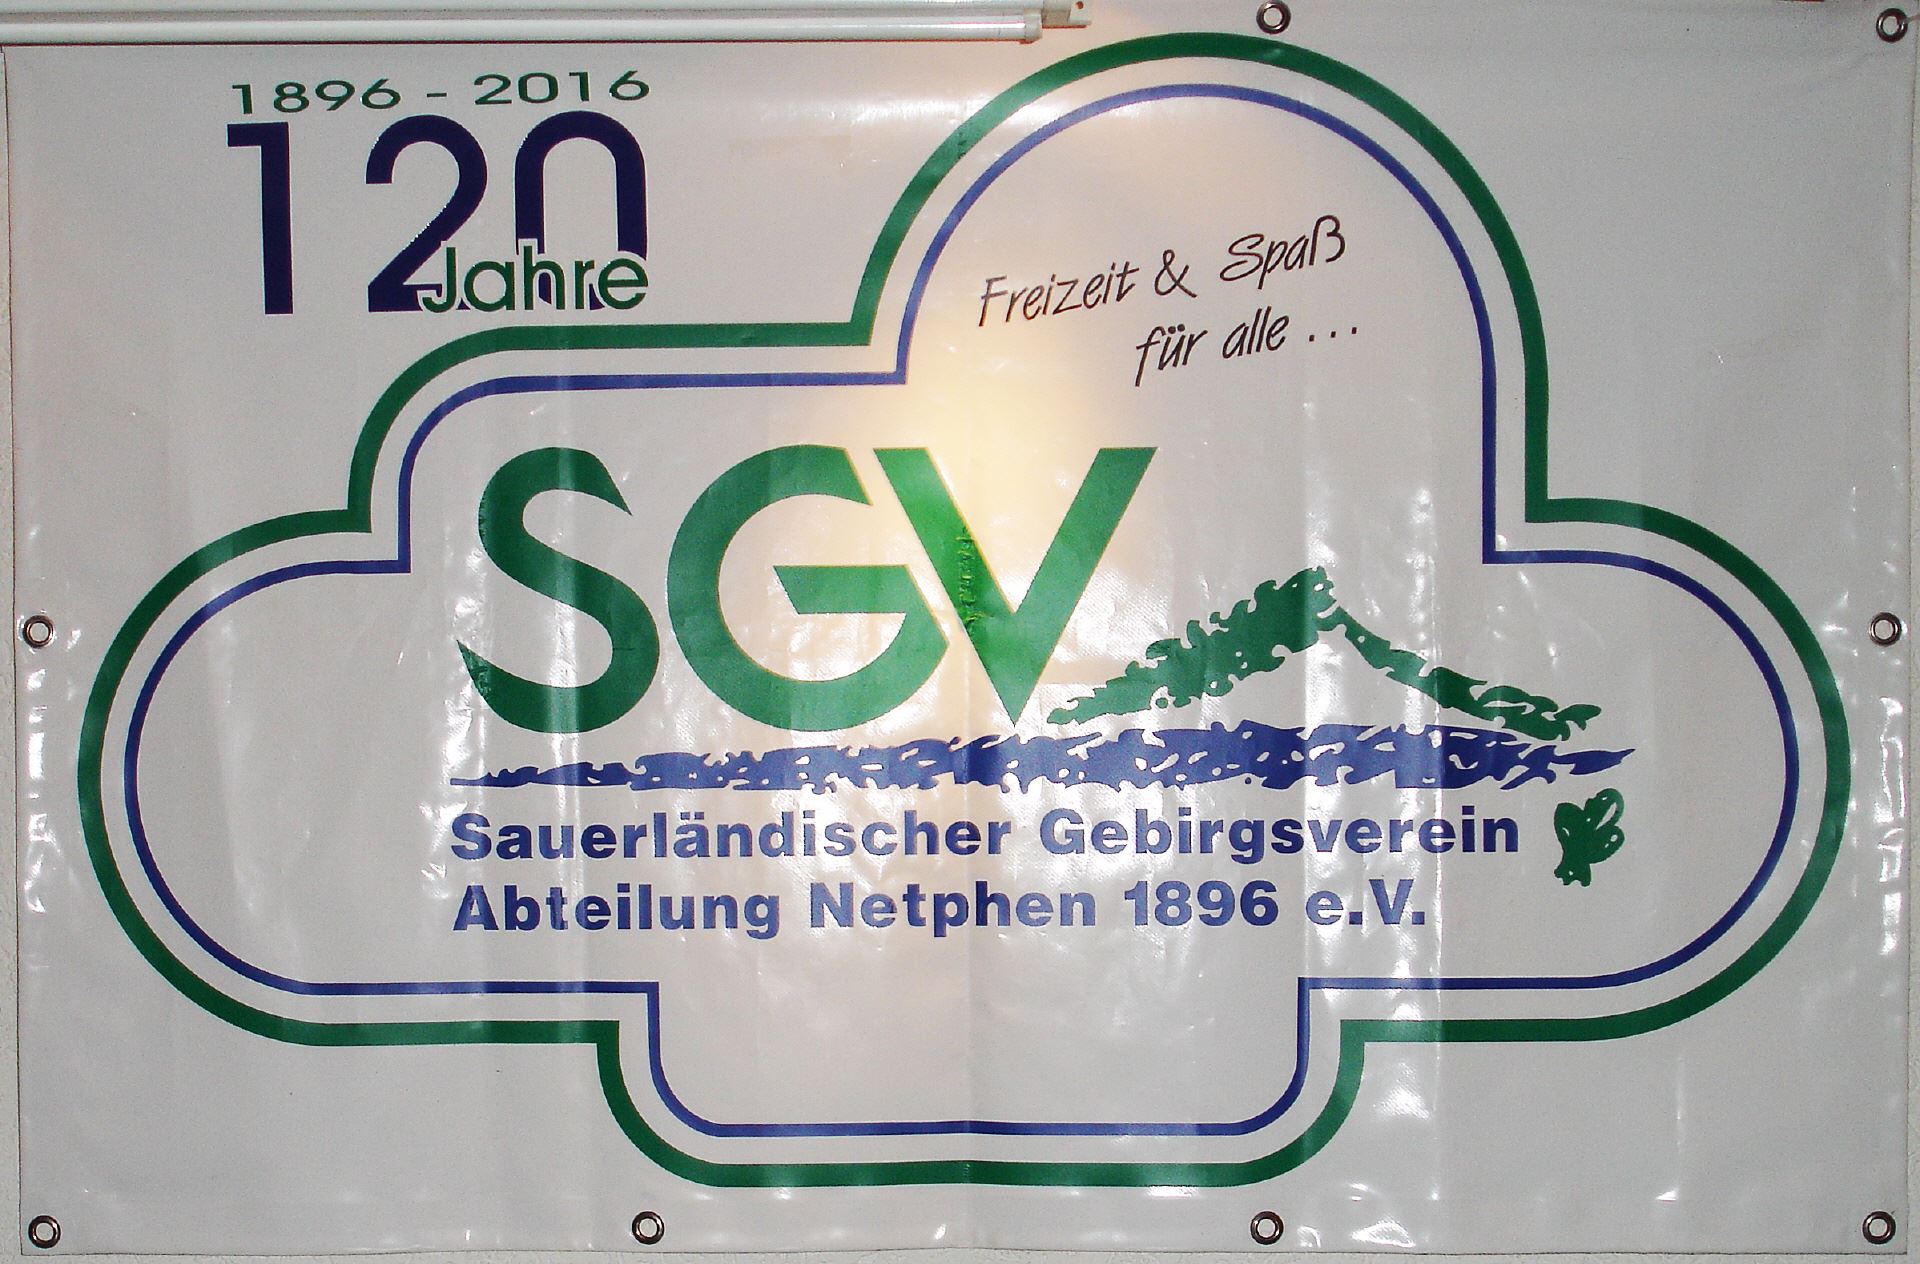 1896 - 2016
120
Jahre
Freizeit & Spaß
für alle ...
SGV
Sauerländischer Gebirgsverein
Abteilung Netphen 1896 e.V.